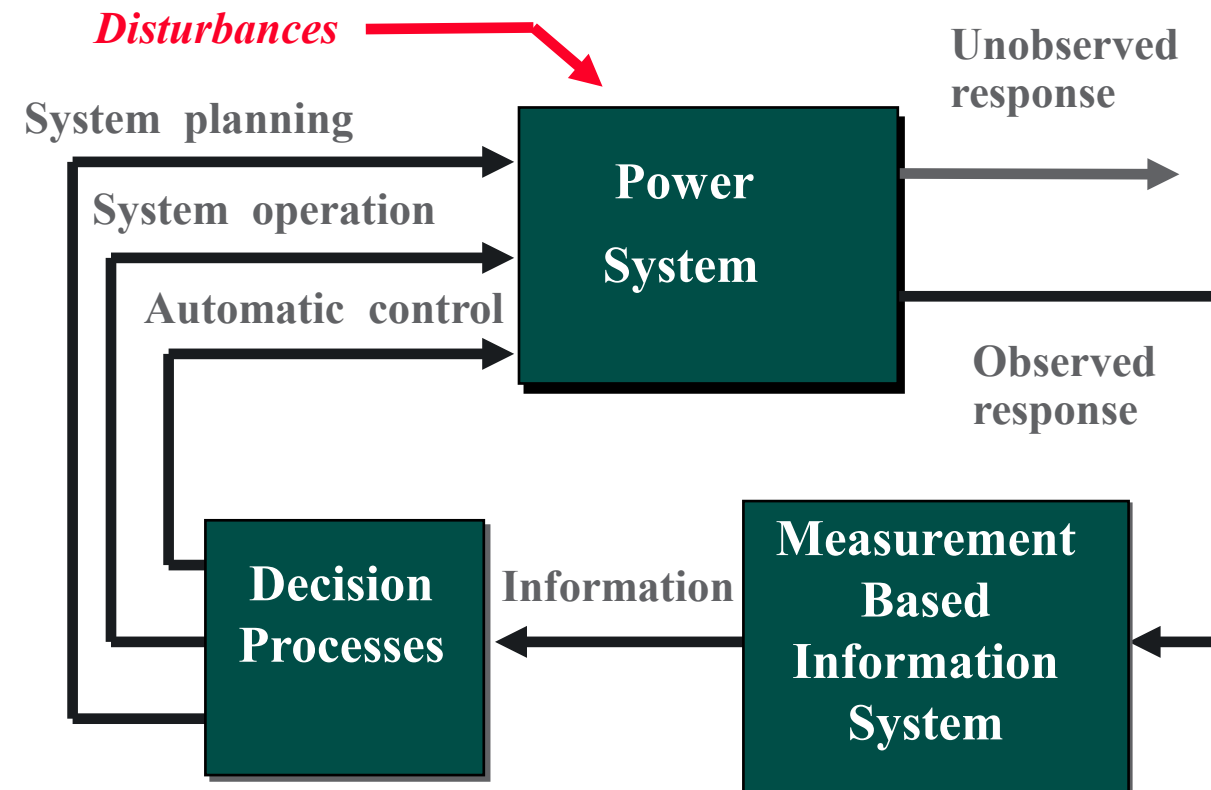 Disturbances
Unobserved
response
System planning
Power
System
System operation
Automatic control
Observed
response
Decision
Processes
Information
Measurement
Based
Information
System